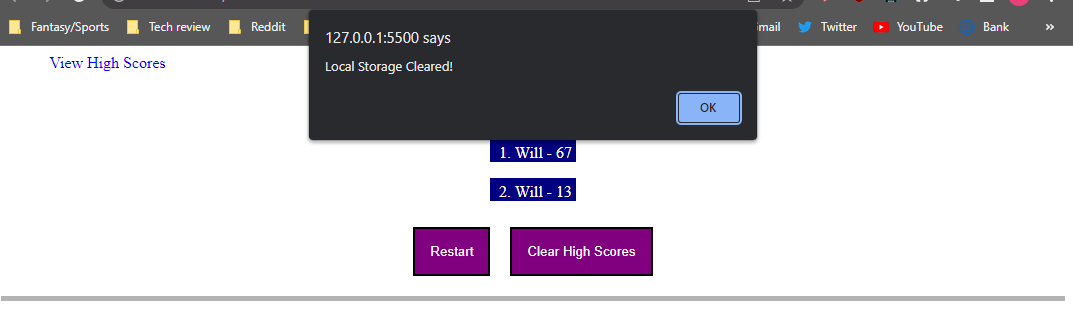 Fantasy/Sports Tech review Reddit mail Twitter YouTube Bank »
127.0.0.1:5500 says
Local Storage Cleared!
OK
View High Scores
1. Will - 67
2. Will - 13
Restart Clear High Scores